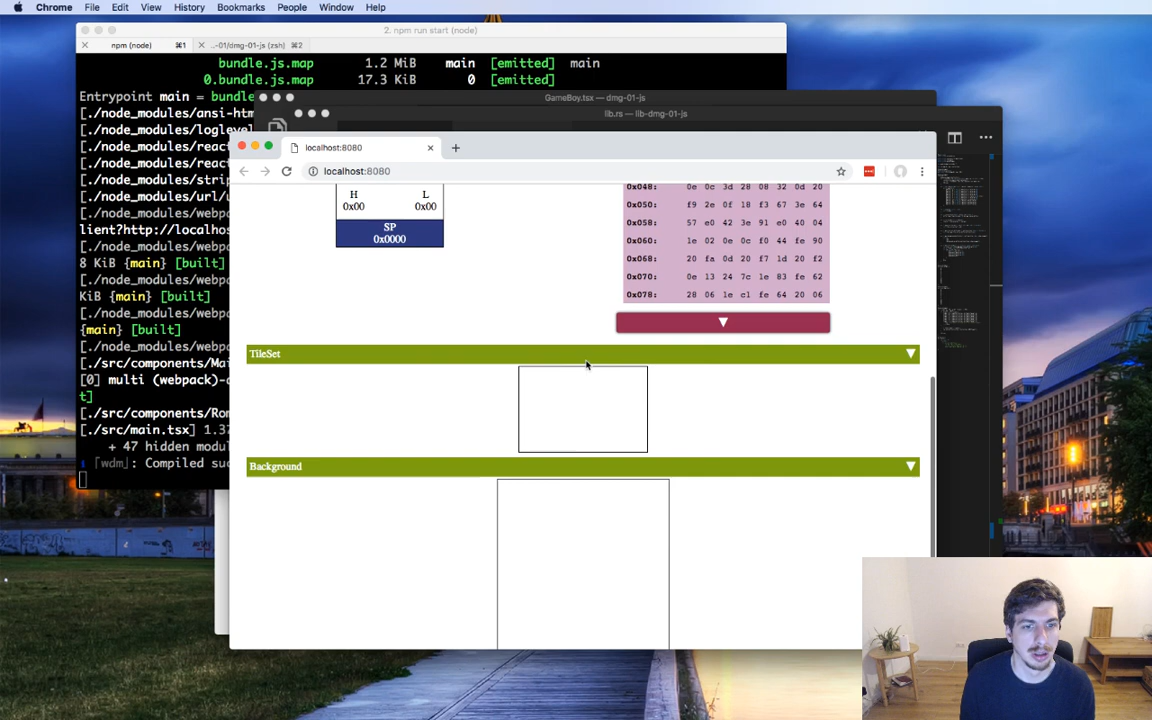 Chrome File Edit View History Bookmarks People Window Help
2. npm run start (node)
npm (node) ⌘1 ..-01/dmg-01-js (zsh) ⌘2
bundle.js.map 1.2 MiB main [emitted] main
0.bundle.js.map 17.3 KiB 0 [emitted]
Entrypoint main = bundle
[./node_modules/ansi-htm
[./node_modules/loglevel
[./node_modules/react
[./node_modules/react
[./node_modules/strip
[./node_modules/url/u
[./node_modules/webpa
lient?http://localhos
[./node_modules/webpa
8 KiB {main} [built]
[./node_modules/webpa
KiB {main} [built]
[./node_modules/webpa
{main} [built]
[./node_modules/webpa
[./src/components/Mai
[0] multi (webpack)-d
t]
[./src/components/Rom
[./src/main.tsx] 1.37
+ 47 hidden modul
ℹ ｢wdm｣: Compiled suc
GameBoy.tsx — dmg-01-js
lib.rs — lib-dmg-01-js
localhost:8080
localhost:8080
H L
0x00 0x00
SP
0x0000
0x048: 0e 0c 3d 28 08 32 0d 20
0x050: f9 2e 0f 18 f3 67 3e 64
0x058: 57 e0 42 3e 91 e0 40 04
0x060: 1e 02 0e 0c f0 44 fe 90
0x068: 20 fa 0d 20 f7 1d 20 f2
0x070: 0e 13 24 7c 1e 83 fe 62
0x078: 28 06 1e c1 fe 64 20 06
▼
TileSet ▼
Background ▼